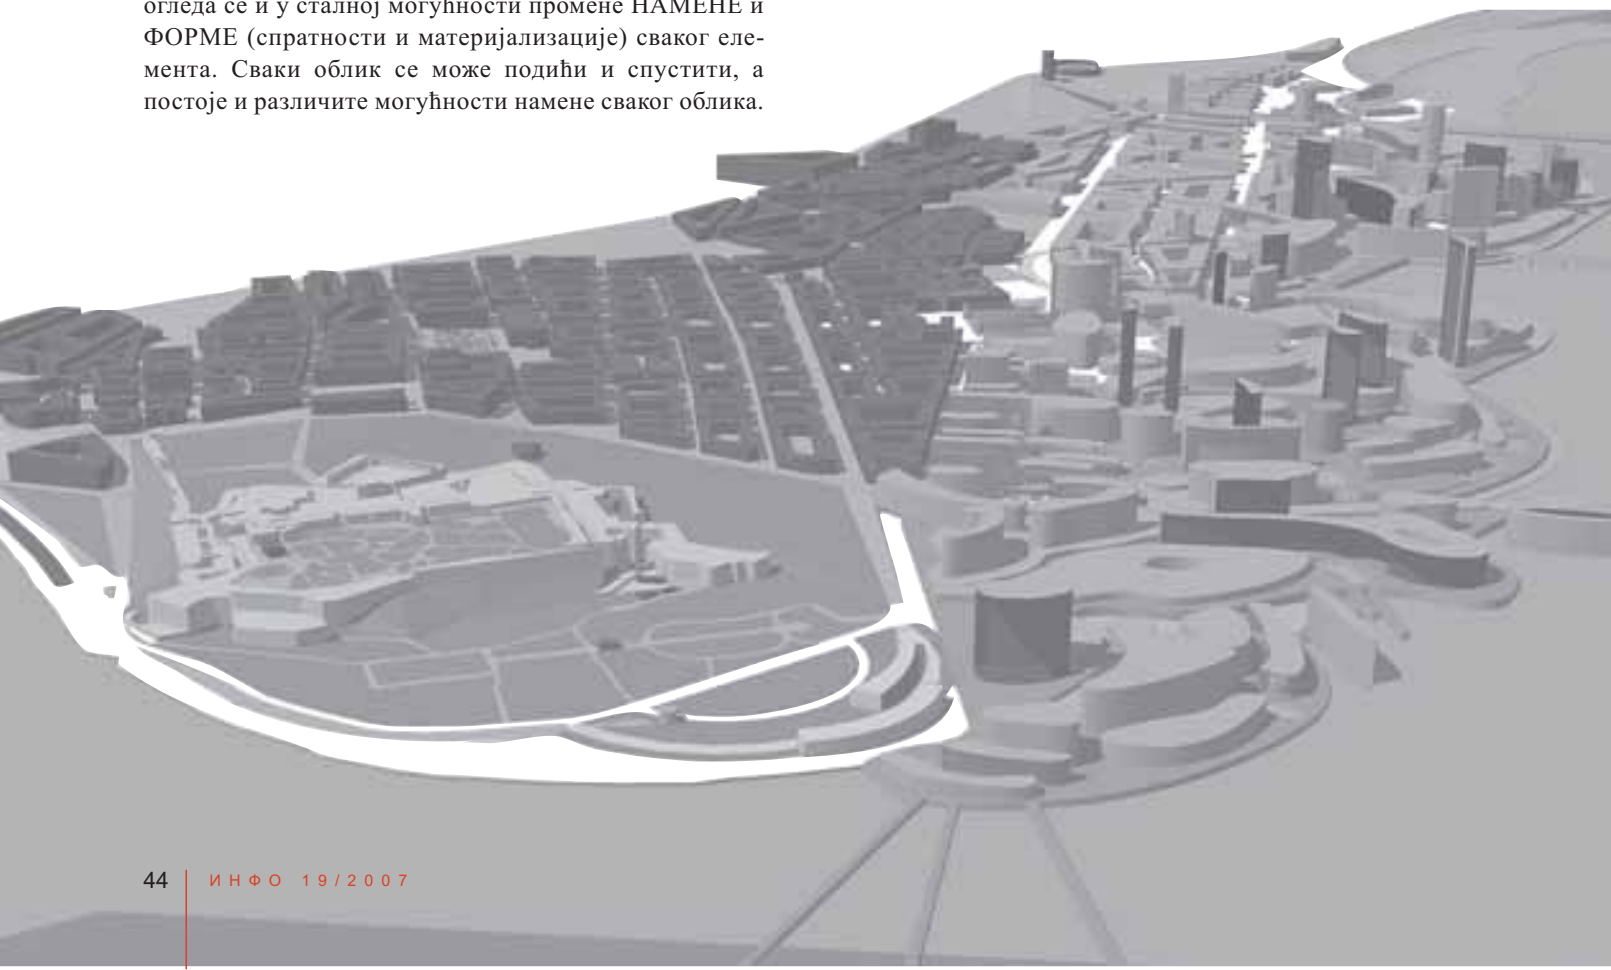 огледа се и у сталној могућности промене НАМЕНЕ и
ФОРМЕ (спратности и материјализације) сваког еле-
мента. Сваки облик се може подићи и спустити, а
постоје и различите могућности намене сваког облика.
44 ИНФО 19/2007